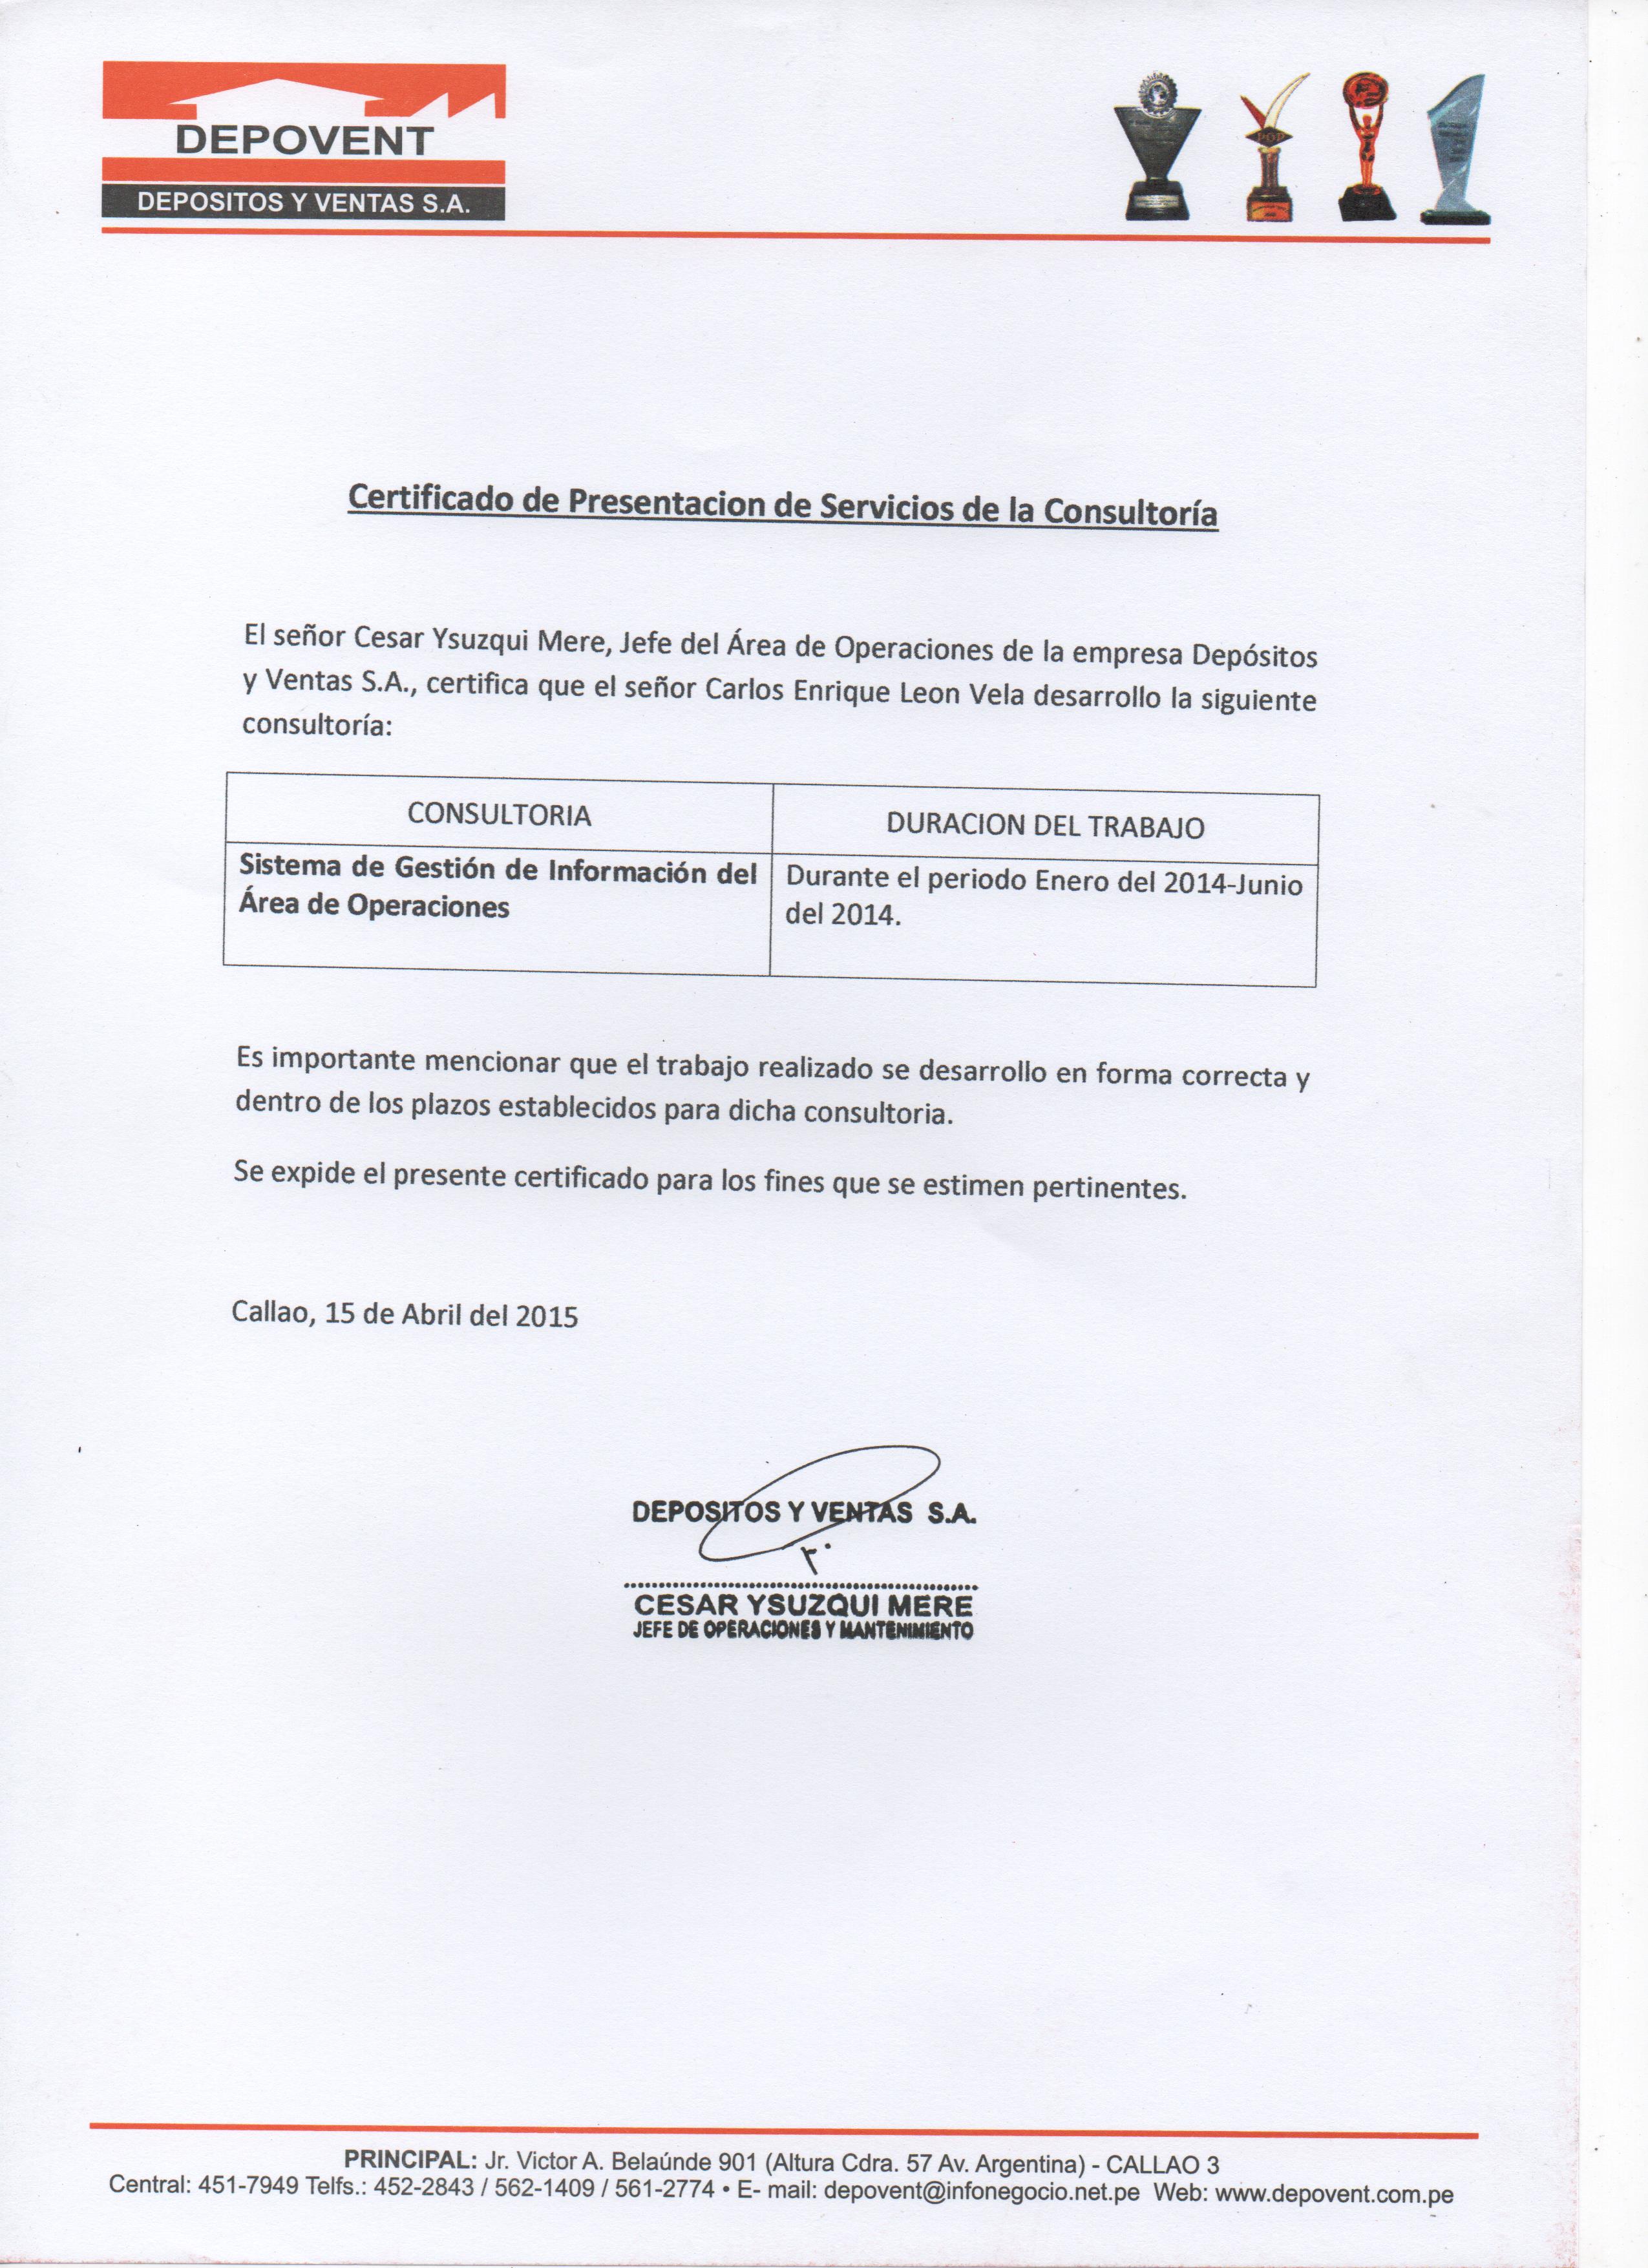 DEPOVENT
DEPOSITOS Y VENTAS S.A.
Certificado de Presentacion de Servicios de la Consultoría
El señor Cesar Ysuzqui Mere, Jefe del Área de Operaciones de la empresa Depósitos
y Ventas S.A., certifica que el señor Carlos Enrique Leon Vela desarrollo la siguiente
consultoría:
CONSULTORIA
DURACION DEL TRABAJO
Sistema de Gestión de Información del
Área de Operaciones
Durante el periodo Enero del 2014-Junio
del 2014.
Es importante mencionar que el trabajo realizado se desarrollo en forma correcta y
dentro de los plazos establecidos para dicha consultoria.
Se expide el presente certificado para los fines que se estimen pertinentes.
Callao, 15 de Abril del 2015
DEPOSITOS Y VENTAS S.A.
CESAR YSUZQUI MERE
JEFE DE OPERACIONES Y MANTENIMIENTO
PRINCIPAL: Jr. Victor A. Belaúnde 901 (Altura Cdra. 57 Av. Argentina) - CALLAO 3
Central: 451-7949 Telfs.: 452-2843 / 562-1409 / 561-2774 • E- mail: depovent@infonegocio.net.pe Web: www.depovent.com.pe